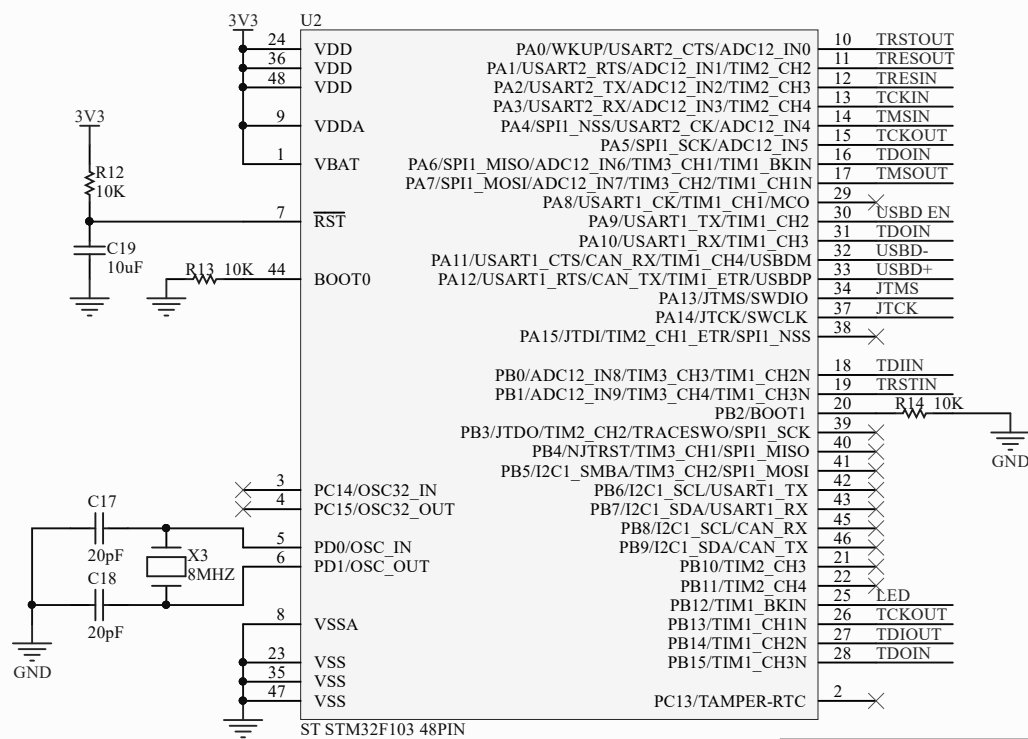 3V3
U2
24 VDD
36 VDD
48 VDD
9 VDDA
1 VBAT
3V3
R12
10K
7 RST
C19
10uF
R13 10K 44 BOOT0
3 PC14/OSC32_IN
4 PC15/OSC32_OUT
C17
20pF
5 PD0/OSC_IN
X3
8MHZ
6 PD1/OSC_OUT
C18
20pF
GND
8 VSSA
23 VSS
35 VSS
47 VSS
PA0/WKUP/USART2_CTS/ADC12_IN0 10 TRSTOUT
PA1/USART2_RTS/ADC12_IN1/TIM2_CH2 11 TRESOUT
PA2/USART2_TX/ADC12_IN2/TIM2_CH3 12 TRESIN
PA3/USART2_RX/ADC12_IN3/TIM2_CH4 13 TCKIN
PA4/SPI1_NSS/USART2_CK/ADC12_IN4 14 TMSIN
PA5/SPI1_SCK/ADC12_IN5 15 TCKOUT
PA6/SPI1_MISO/ADC12_IN6/TIM3_CH1/TIM1_BKIN 16 TDOIN
PA7/SPI1_MOSI/ADC12_IN7/TIM3_CH2/TIM1_CH1N 17 TMSOUT
PA8/USART1_CK/TIM1_CH1/MCO 29
PA9/USART1_TX/TIM1_CH2 30 USBD EN
PA10/USART1_RX/TIM1_CH3 31 TDOIN
PA11/USART1_CTS/CAN_RX/TIM1_CH4/USBDM 32 USBD-
PA12/USART1_RTS/CAN_TX/TIM1_ETR/USBDP 33 USBD+
PA13/JTMS/SWDIO 34 JTMS
PA14/JTCK/SWCLK 37 JTCK
PA15/JTDI/TIM2_CH1_ETR/SPI1_NSS 38
PB0/ADC12_IN8/TIM3_CH3/TIM1_CH2N 18 TDIIN
PB1/ADC12_IN9/TIM3_CH4/TIM1_CH3N 19 TRSTIN
PB2/BOOT1 20 R14 10K
GND
PB3/JTDO/TIM2_CH2/TRACESWO/SPI1_SCK 39
PB4/NJTRST/TIM3_CH1/SPI1_MISO 40
PB5/I2C1_SMBA/TIM3_CH2/SPI1_MOSI 41
PB6/I2C1_SCL/USART1_TX 42
PB7/I2C1_SDA/USART1_RX 43
PB8/I2C1_SCL/CAN_RX 45
PB9/I2C1_SDA/CAN_TX 46
PB10/TIM2_CH3 21
PB11/TIM2_CH4 22
PB12/TIM1_BKIN 25 LED
PB13/TIM1_CH1N 26 TCKOUT
PB14/TIM1_CH2N 27 TDIOUT
PB15/TIM1_CH3N 28 TDOIN
PC13/TAMPER-RTC 2
ST STM32F103 48PIN